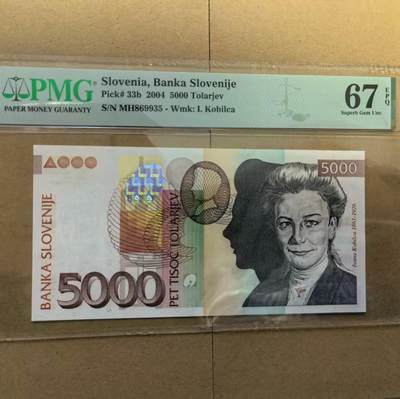 PMG
PAPER MONEY GUARANTY
Slovenia, Banka Slovenije
Pick# 33b 2004 5000 Tolarjev
S/N MH869935 - Wmk: I. Kobilca
67 EPQ
Superb Gem Unc
5000
BANKA SLOVENIJE
PET TISOČ TOLARJEV
5000
Ivana Kobilca 1861-1926